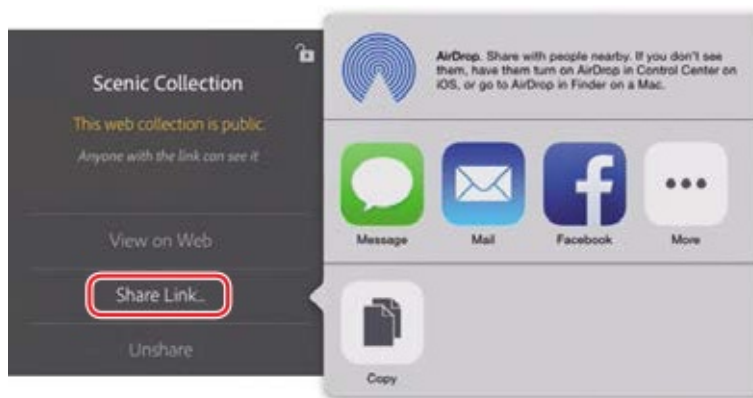 Scenic Collection
This web collection is public.
Anyone with the link can see it
View on Web
Share Link...
Unshare
AirDrop. Share with people nearby. If you don't see
them, have them turn on AirDrop in Control Center on
iOS, or go to AirDrop in Finder on a Mac.
Message Mail Facebook More
Copy